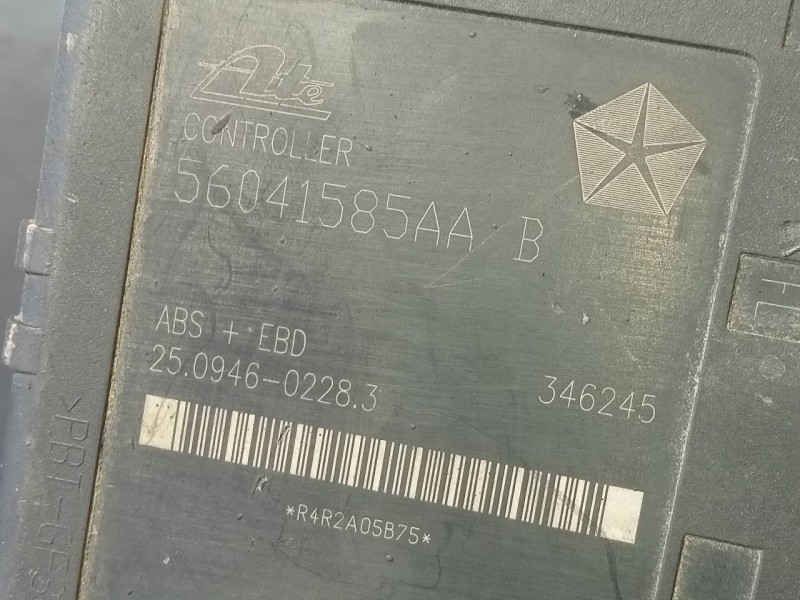 Ate
CONTROLLER
56041585AA B
ABS + EBD
25.0946-0228.3 346245
*R4R2A05B75*